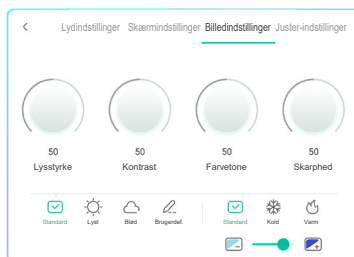 Lydindstillinger Skærmindstillinger Billedindstillinger Juster-indstillinger
50 50 50 50
Lysstyrke Kontrast Farvetone Skarphed
Standard Lyst Blød Brugerdef. Standard Kold Varm